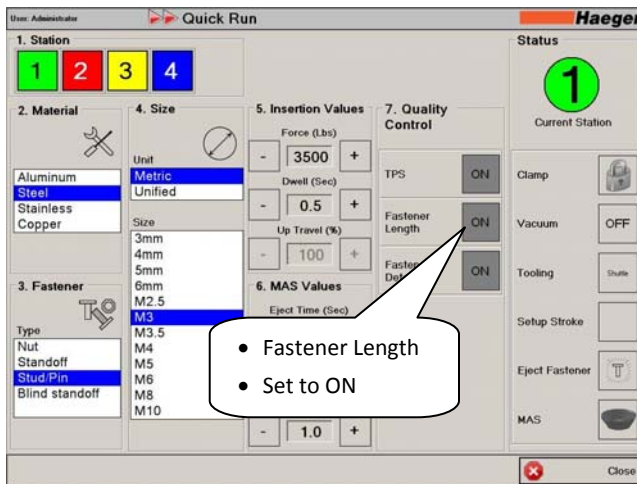 User: Administrator
Quick Run
Haeger
1. Station
1 2 3 4
2. Material
Aluminum
Steel
Stainless
Copper
3. Fastener
Type
Nut
Standoff
Stud/Pin
Blind standoff
4. Size
Unit
Metric
Unified
Size
3mm
4mm
5mm
6mm
M2.5
M3
M3.5
M4
M5
M6
M8
M10
5. Insertion Values
Force (Lbs)
- 3500 +
Dwell (Sec)
- 0.5 +
Up Travel (%)
- 100 +
6. MAS Values
Eject Time (Sec)
- 1.0 +
7. Quality
Control
TPS ON
Fastener
Length ON
ON
• Fastener Length
• Set to ON
Status
1
Current Station
Clamp
Vacuum OFF
Tooling Shuttle
Setup Stroke
Eject Fastener T
MAS
Close